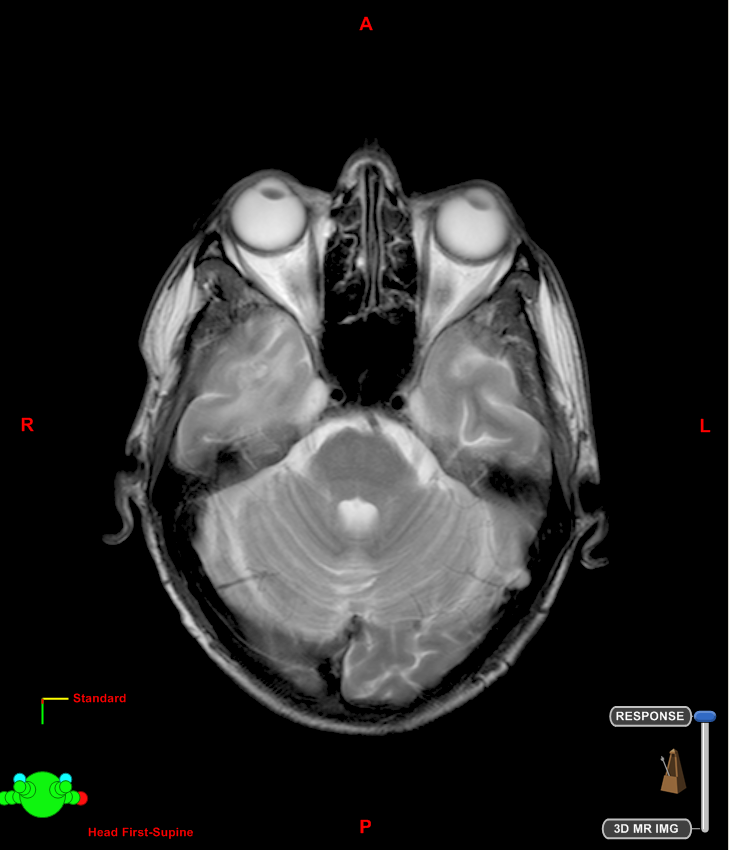 A
R
L
Standard
RESPONSE
3D MR IMG
P
Head First-Supine